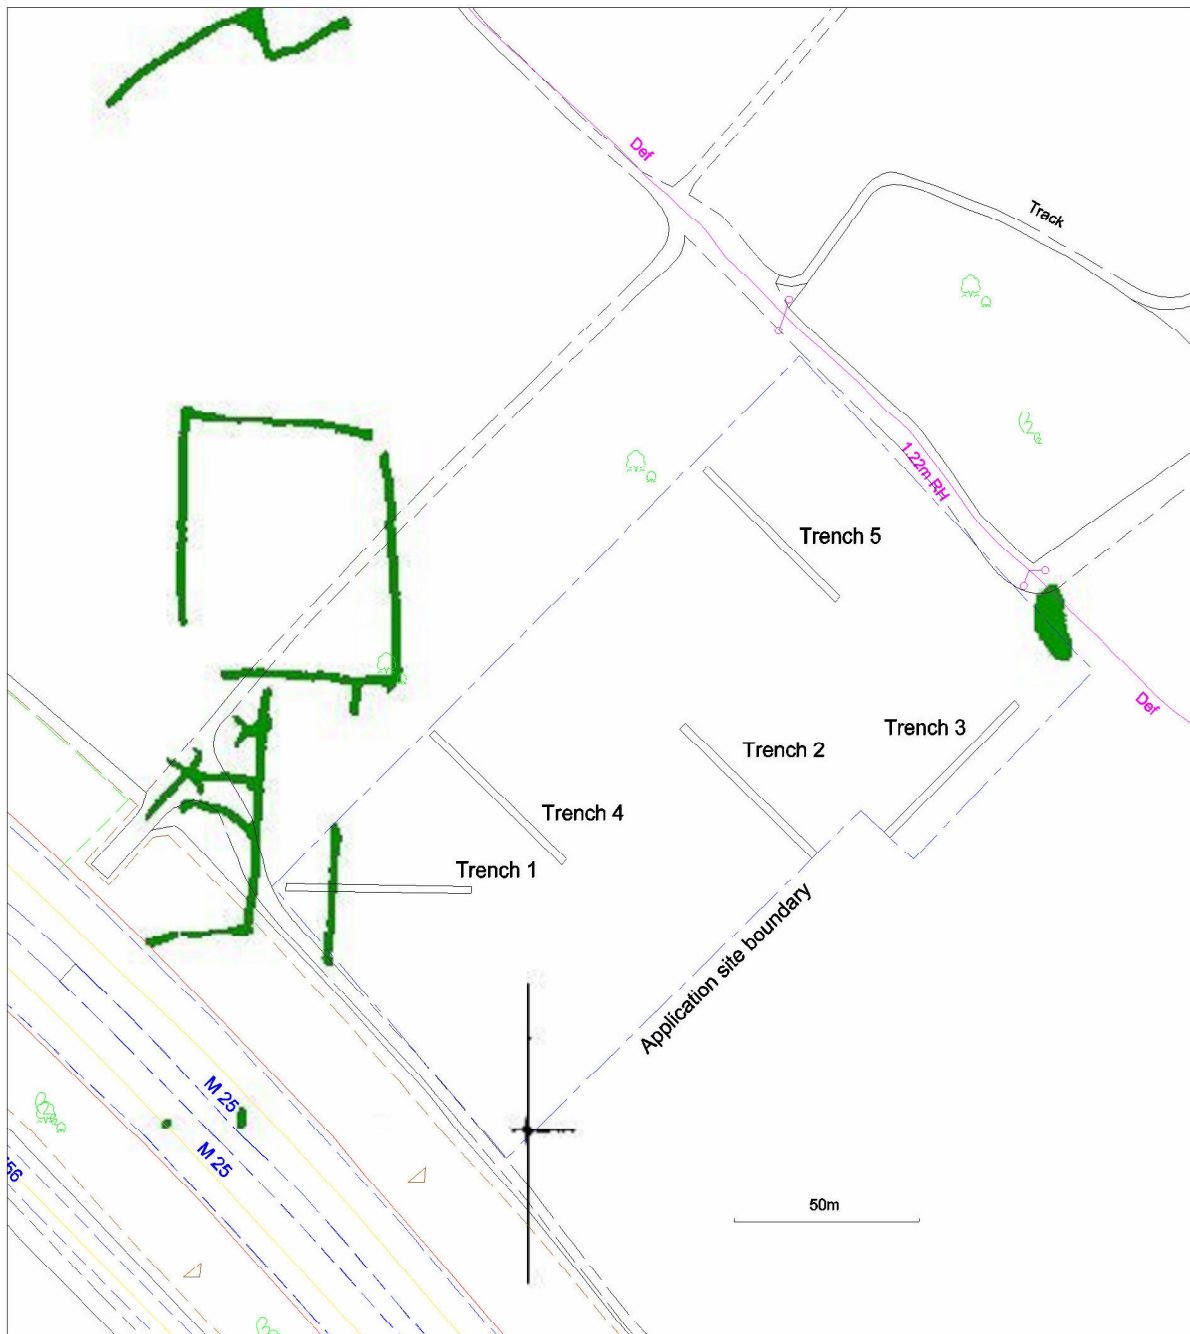 Def
Track
1.22m RH
Trench 5
Def
Trench 3
Trench 2
Trench 4
Trench 1
Application site boundary
M 25
M 25
56
50m